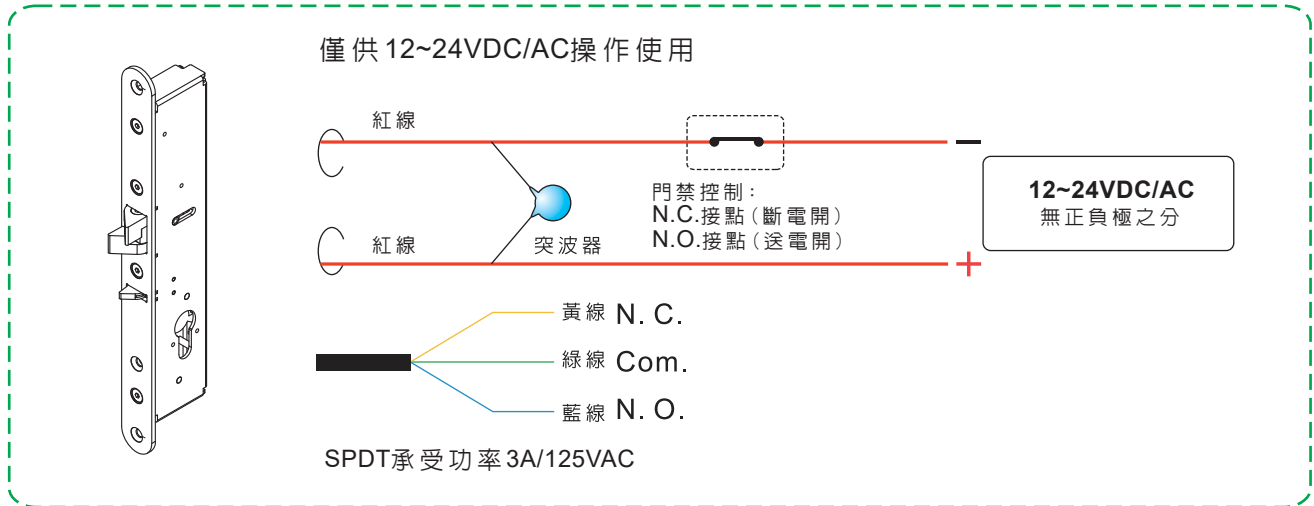 僅供12~24VDC/AC操作使用
紅線
門禁控制：
N.C.接點（斷電開）
N.O.接點（送電開）
12~24VDC/AC
無正負極之分
紅線
突波器
黃線 N. C.
綠線 Com.
藍線 N. O.
SPDT承受功率3A/125VAC